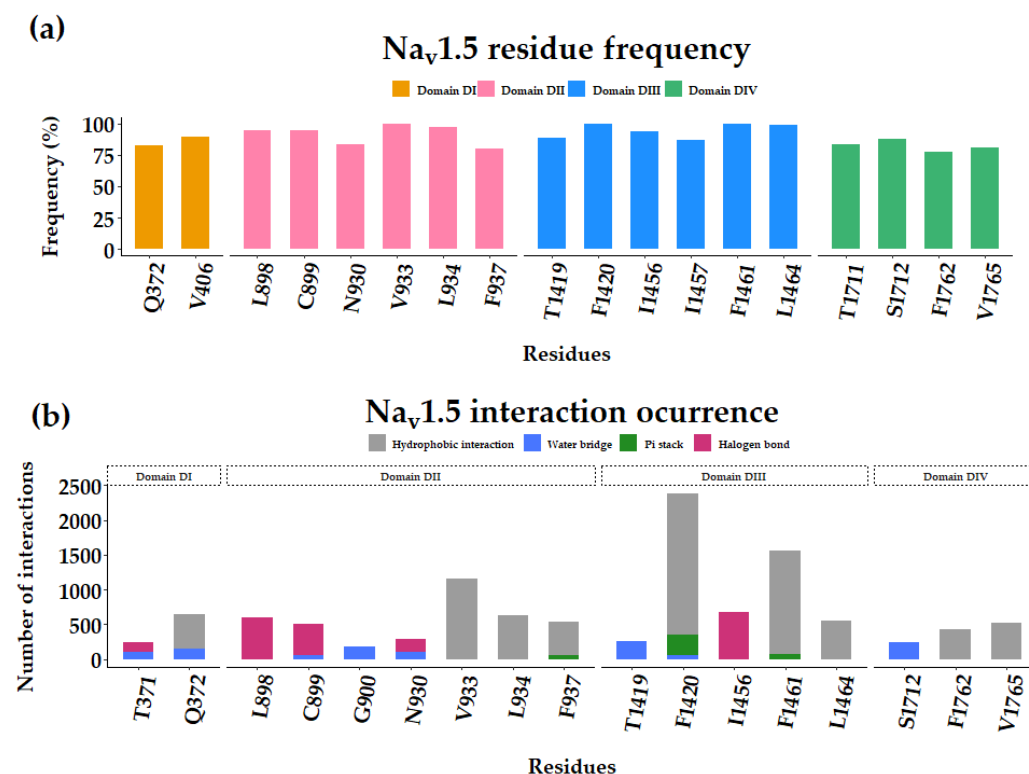 (a)
Nav1.5 residue frequency
Domain DI Domain DII Domain DIII Domain DIV
Frequency (%)
100
75
50
25
0
Q372 V406 L898 C899 N930 V933 L934 F937 T1419 F1420 I1456 I1457 F1461 L1464 T1711 S1712 F1762 V1765
Residues
(b)
Nav1.5 interaction ocurrence
Hydrophobic interaction Water bridge Pi stack Halogen bond
Domain DI Domain DII Domain DIII Domain DIV
Number of interactions
2500
2000
1500
1000
500
0
T371 Q372 L898 C899 G900 N930 V933 L934 F937 T1419 F1420 I1456 F1461 L1464 S1712 F1762 V1765
Residues